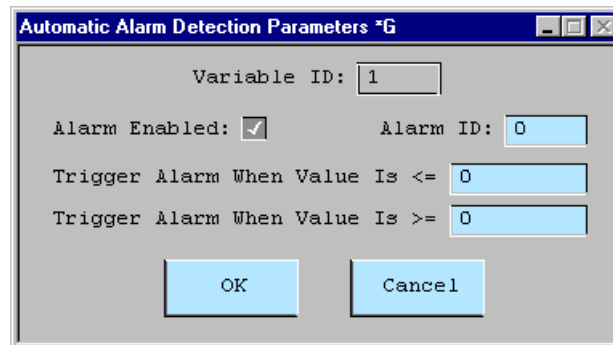 Automatic Alarm Detection Parameters *G
Variable ID: 1
Alarm Enabled: Alarm ID: 0
Trigger Alarm When Value Is <= 0
Trigger Alarm When Value Is >= 0
OK Cancel